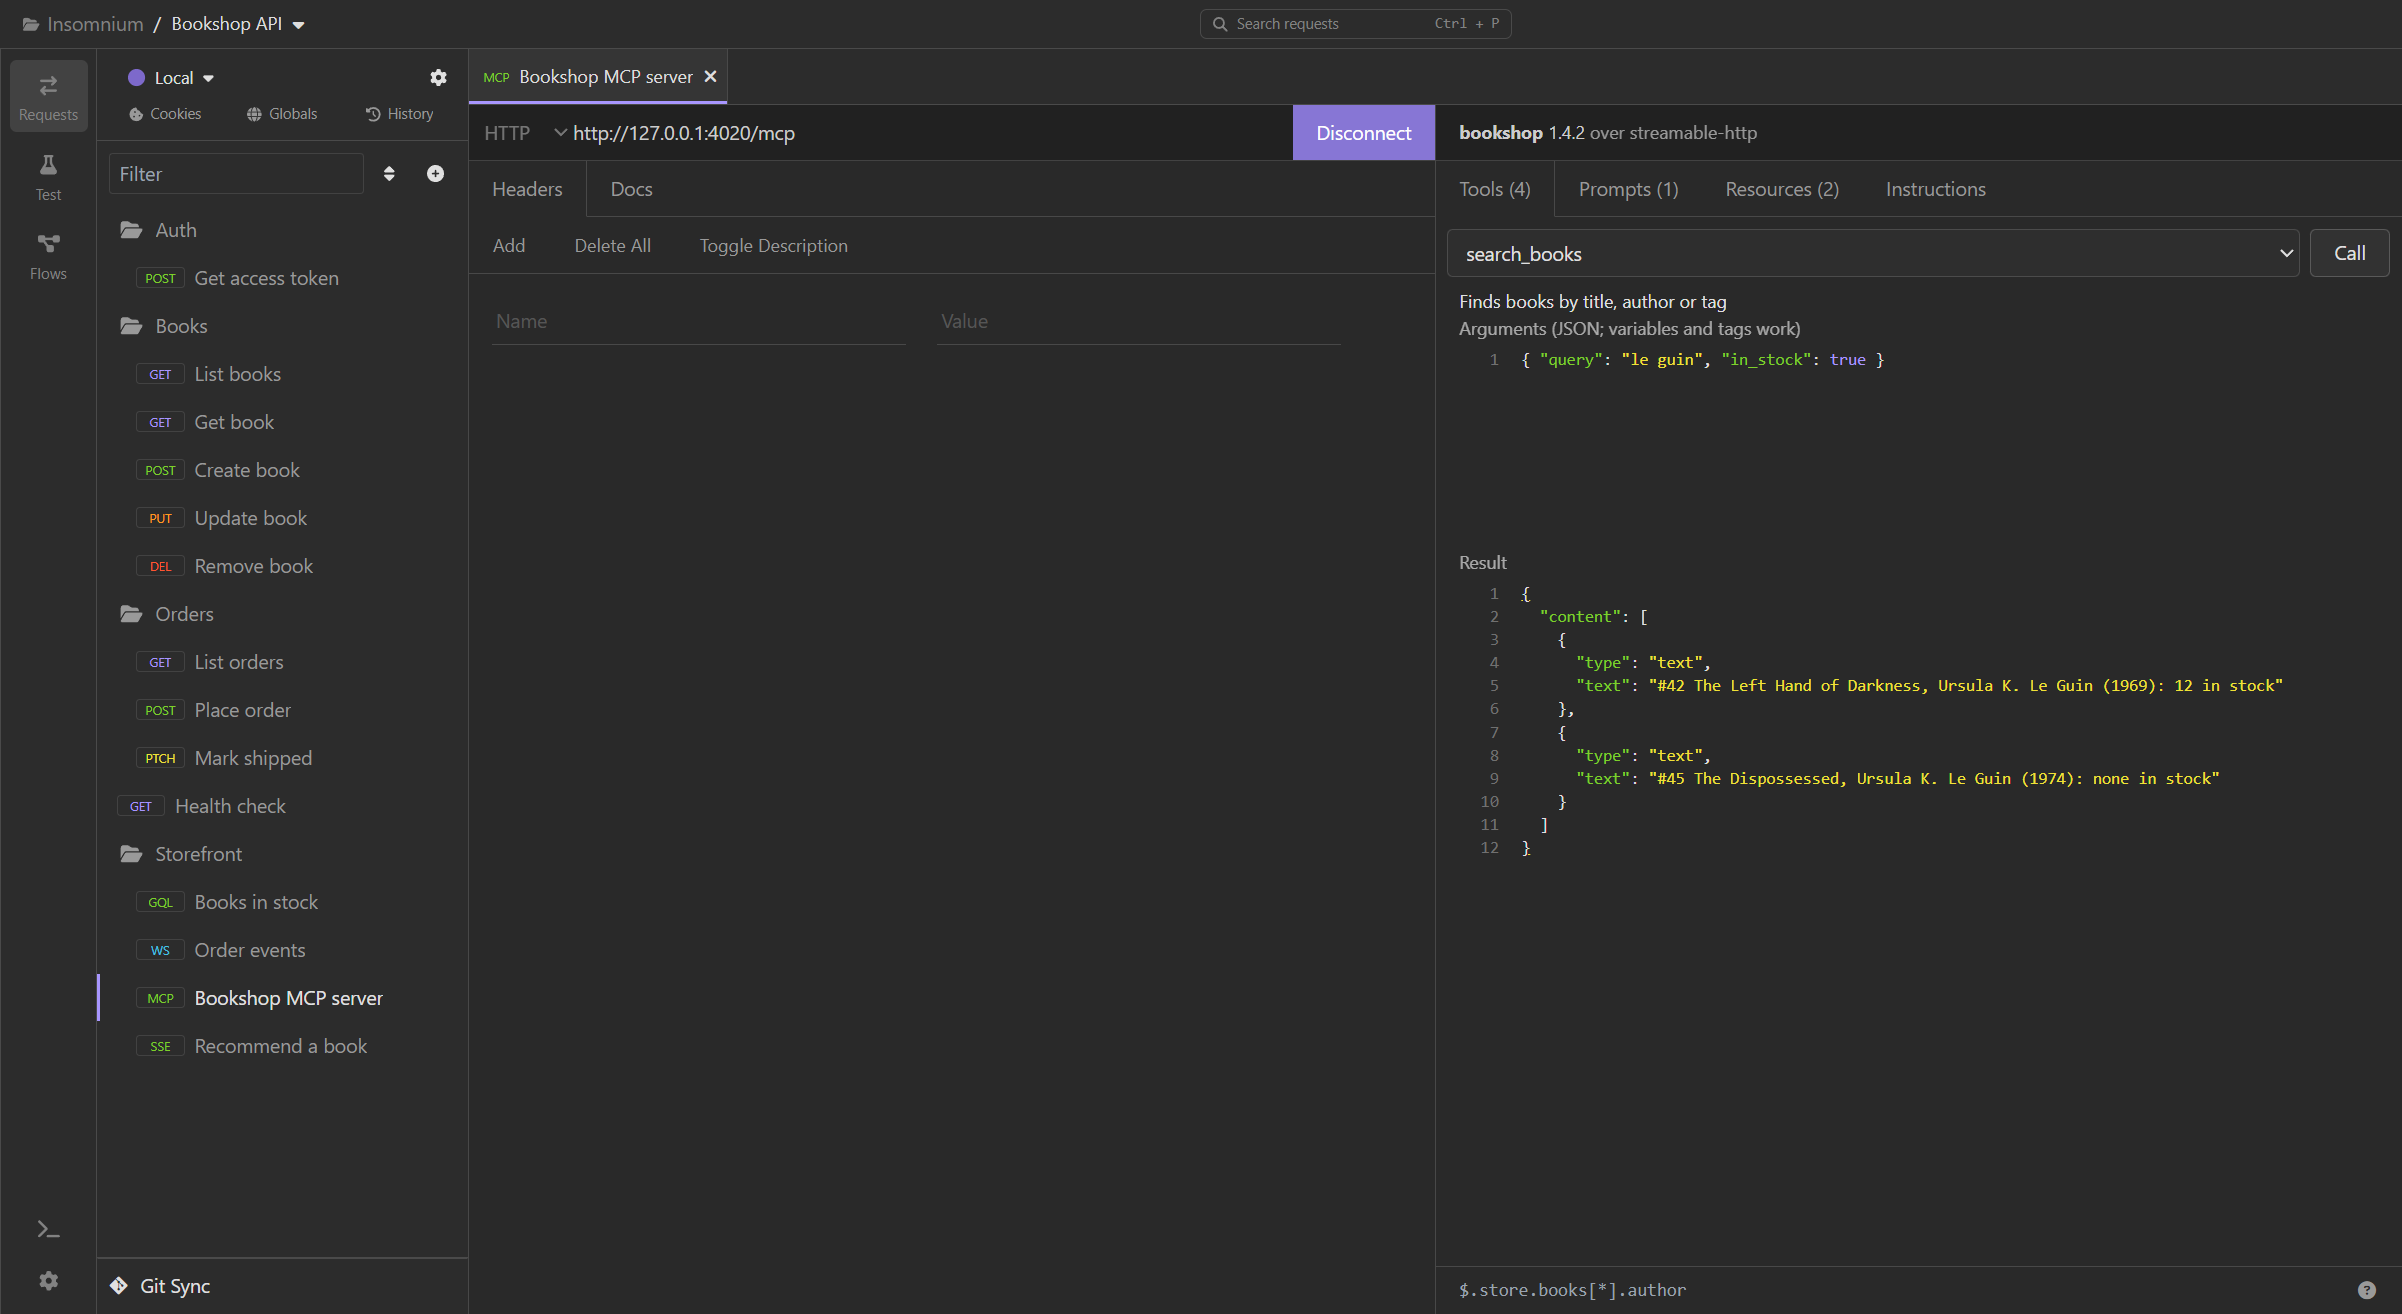 Insomnium / Bookshop API
Search requests Ctrl + P
Requests
Test
Flows
Local
Cookies Globals History
Filter
Auth
POST Get access token
Books
GET List books
GET Get book
POST Create book
PUT Update book
DEL Remove book
Orders
GET List orders
POST Place order
PTCH Mark shipped
GET Health check
Storefront
GQL Books in stock
WS Order events
MCP Bookshop MCP server
SSE Recommend a book
Git Sync
MCP Bookshop MCP server
HTTP http://127.0.0.1:4020/mcp Disconnect
Headers Docs
Add Delete All Toggle Description
Name Value
bookshop 1.4.2 over streamable-http
Tools (4) Prompts (1) Resources (2) Instructions
search_books Call
Finds books by title, author or tag
Arguments (JSON; variables and tags work)
1 { "query": "le guin", "in_stock": true }
Result
1 {
2 "content": [
3 {
4 "type": "text",
5 "text": "#42 The Left Hand of Darkness, Ursula K. Le Guin (1969): 12 in stock"
6 },
7 {
8 "type": "text",
9 "text": "#45 The Dispossessed, Ursula K. Le Guin (1974): none in stock"
10 }
11 ]
12 }
$.store.books[*].author